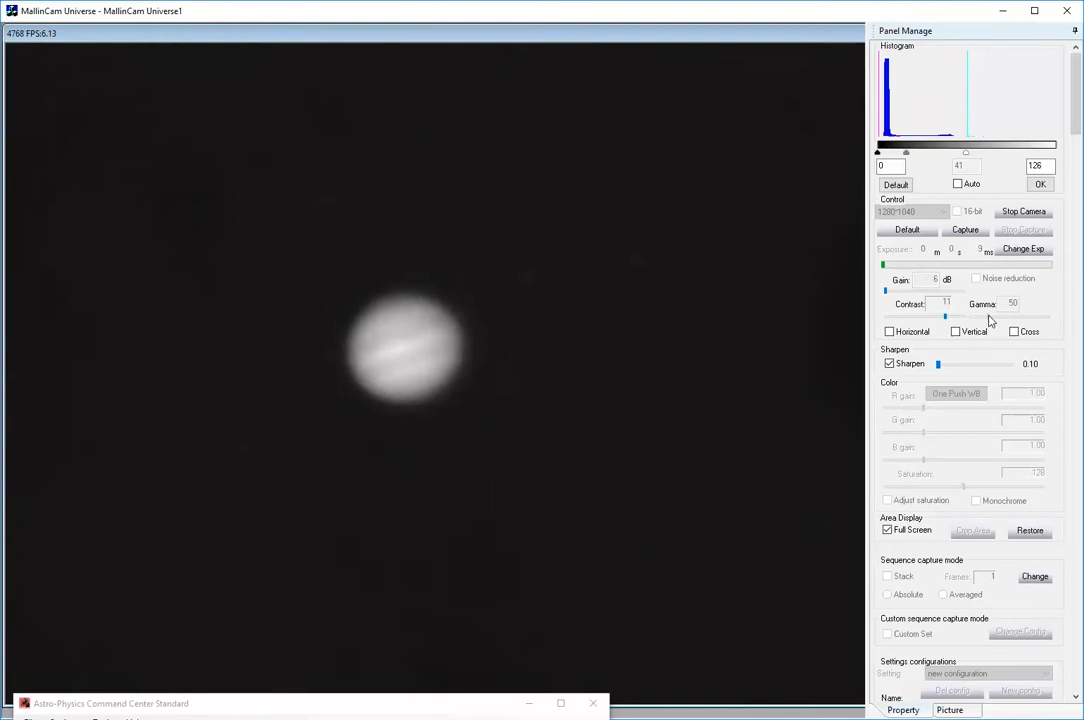 MallinCam Universe - MallinCam Universe1
4768 FPS:6.13
Panel Manage
Histogram
0 41 126
Default Auto OK
Control
1280*1040 16-bit Stop Camera
Default Capture Stop Capture
Exposure: 0 m 0 s 9 ms Change Exp
Gain: 6 dB Noise reduction
Contrast: 11 Gamma: 50
Horizontal Vertical Cross
Sharpen
Sharpen 0.10
Color
R gain: One Push WB 1.00
G gain: 1.00
B gain: 1.00
Saturation: 128
Adjust saturation Monochrome
Area Display
Full Screen Crop Area Restore
Sequence capture mode
Stack Frames: 1 Change
Absolute Averaged
Custom sequence capture mode
Custom Set Change Config
Settings configurations
Setting new configuration
Name: Del config New config
Property Picture
Astro-Physics Command Center Standard